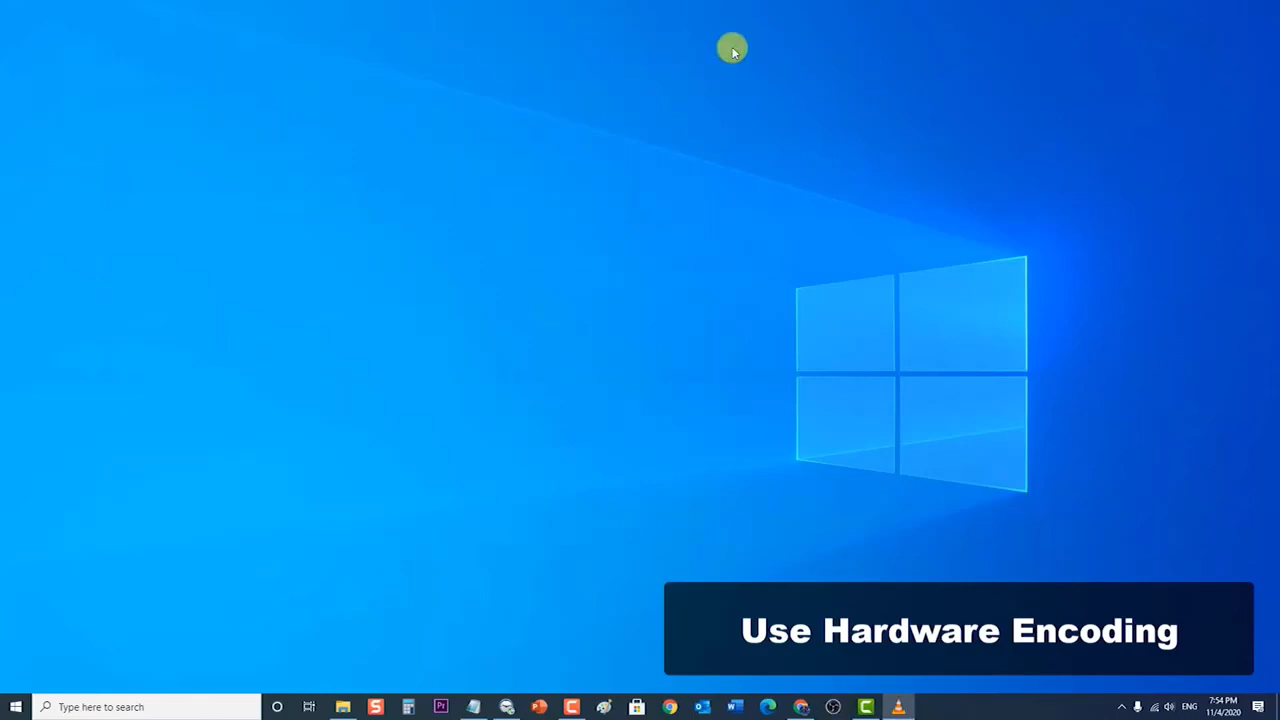 Use Hardware Encoding
Type here to search
ENG
7:54 PM
11/4/2020